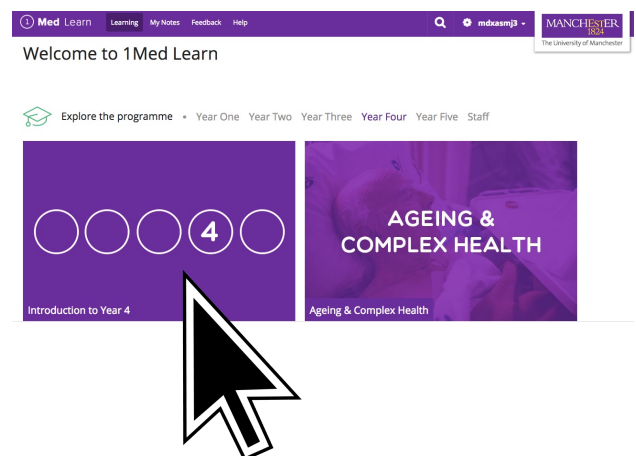 1 Med Learn Learning My Notes Feedback Help mdxasmj3 MANCHESTER
1824
The University of Manchester
Welcome to 1Med Learn
Explore the programme • Year One Year Two Year Three Year Four Year Five Staff
4
AGEING &
COMPLEX HEALTH
Introduction to Year 4
Ageing & Complex Health